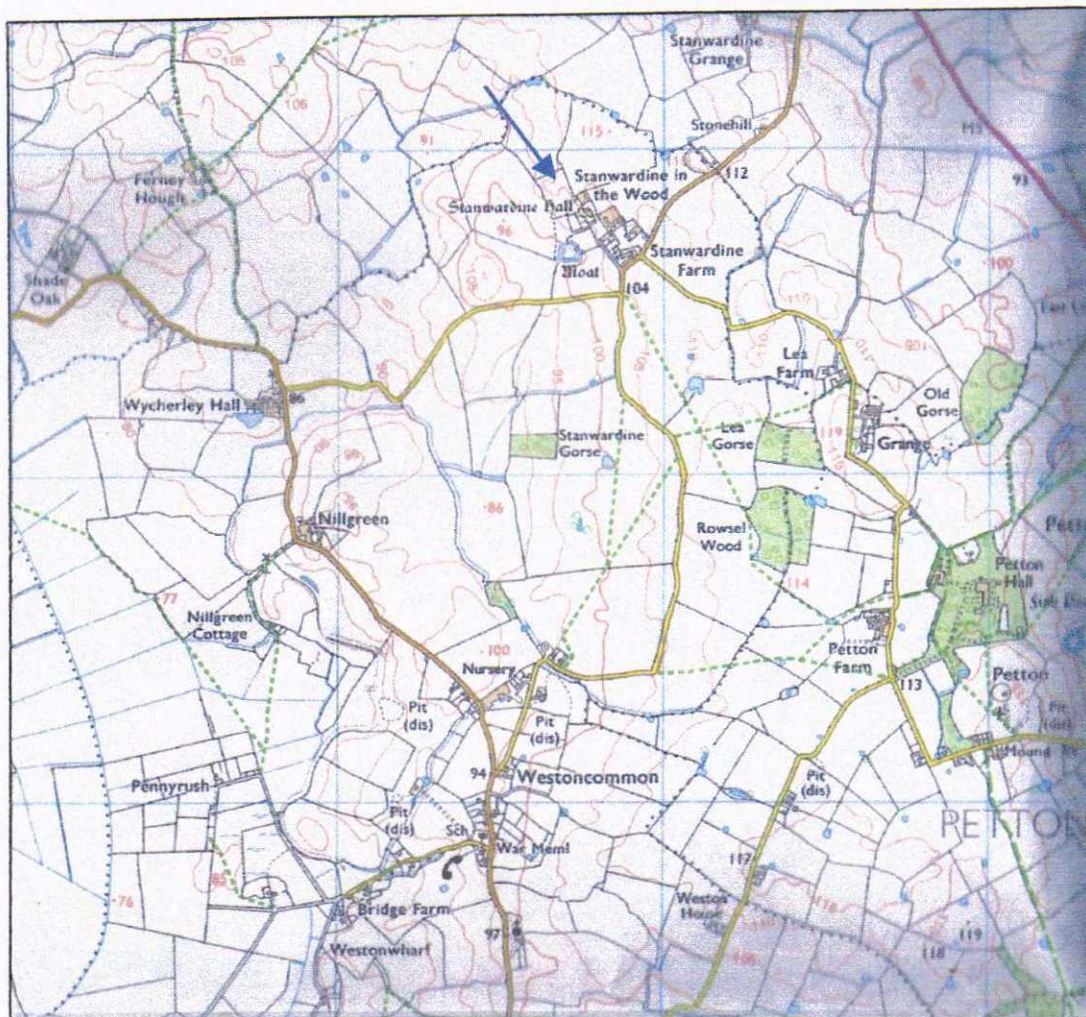 105
106
Stanwardine
Grange
Stonehill
115
91
112
93
Ferney
Hough
Stanwardine in
the Wood
Stanwardine Hall
96
Moat
Stanwardine
Farm
100
104
Shade
Oak
Lea
Farm
Wycherley Hall
86
Old
Gorse
Grange
119
Stanwardine
Gorse
Lea
Gorse
86
Nillgreen
Rowsel
Wood
Petton
Hall
114
77
Nillgreen
Cottage
100
Nursery
Petton
Farm
113
Petton
Pit
(dis)
Pit
(dis)
Pit
(dis)
Mound
94
Westoncommon
Pennyrush
Pit
(dis)
Pit
(dis)
PETTON
Sch
War Meml
117
76
Bridge Farm
Weston
House
97
Westonwharf
118
119